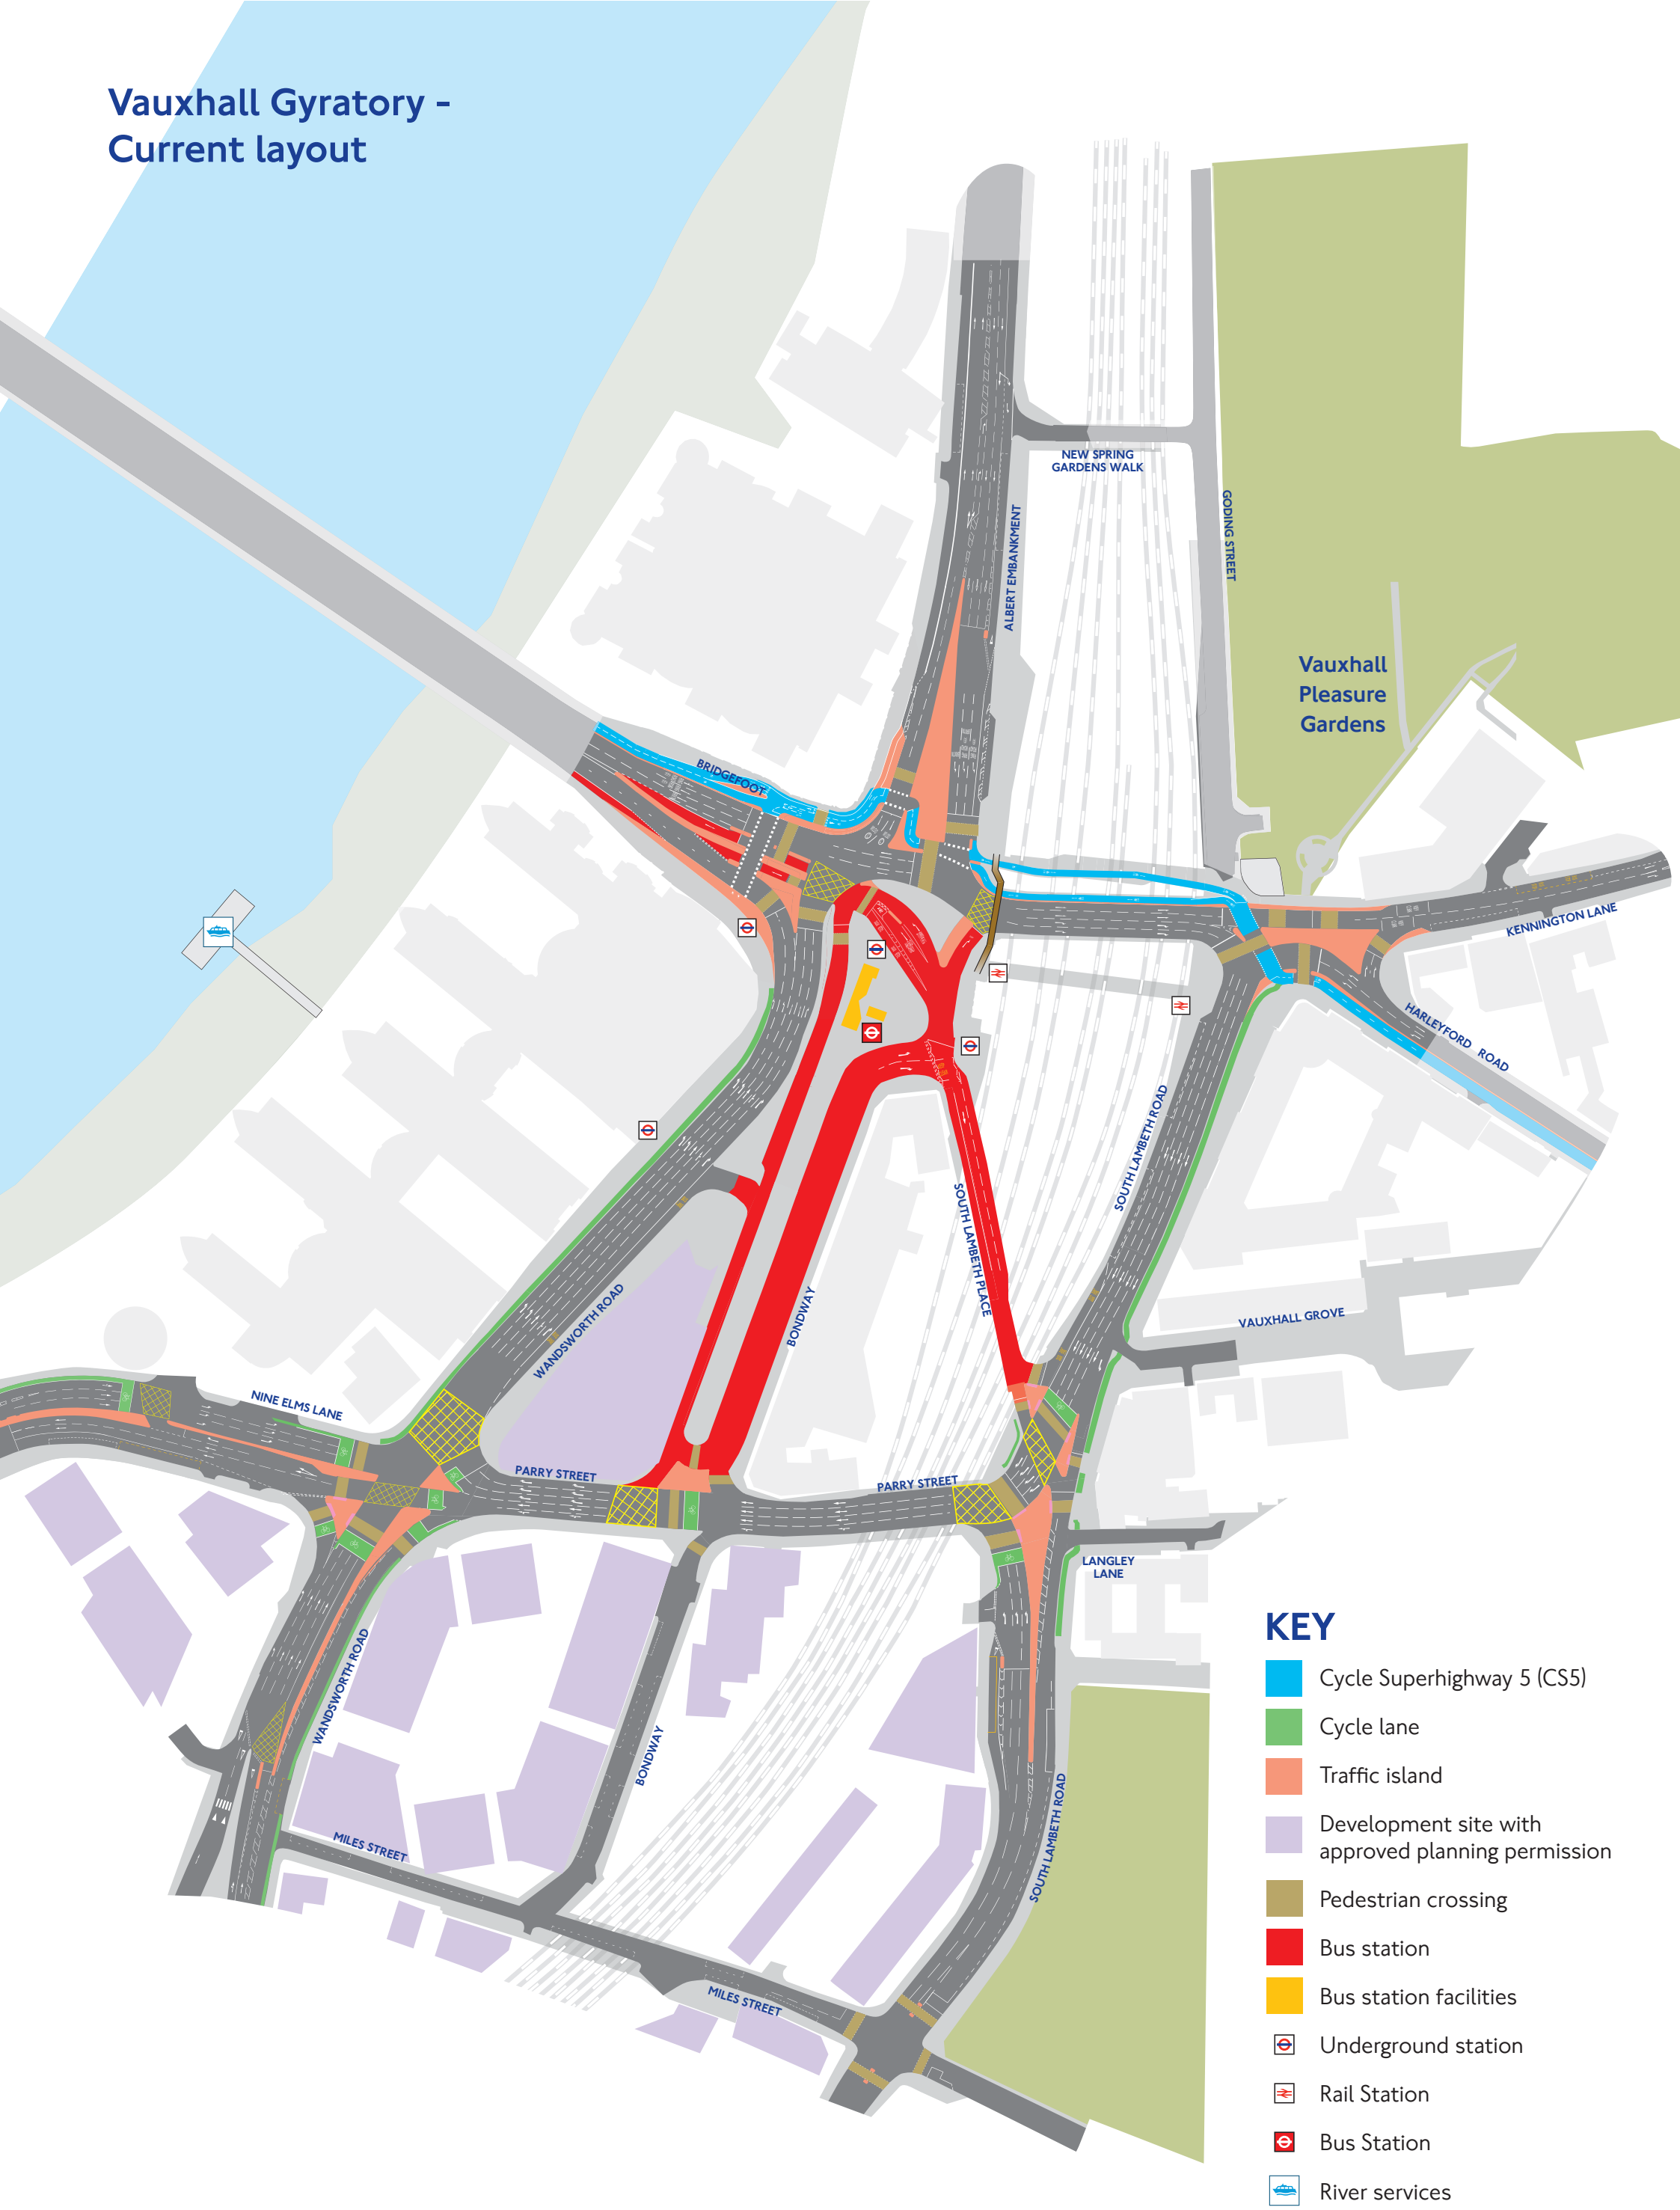 Vauxhall Gyratory -
Current layout
NEW SPRING
GARDENS WALK
GODING STREET
ALBERT EMBANKMENT
Vauxhall
Pleasure
Gardens
BRIDGEFOOT
KENNINGTON LANE
HARLEYFORD ROAD
SOUTH LAMBETH ROAD
SOUTH LAMBETH PLACE
BONDWAY
WANDSWORTH ROAD
VAUXHALL GROVE
NINE ELMS LANE
PARRY STREET
PARRY STREET
LANGLEY
LANE
WANDSWORTH ROAD
BONDWAY
SOUTH LAMBETH ROAD
MILES STREET
MILES STREET
KEY
Cycle Superhighway 5 (CS5)
Cycle lane
Traffic island
Development site with
approved planning permission
Pedestrian crossing
Bus station
Bus station facilities
Underground station
Rail Station
Bus Station
River services